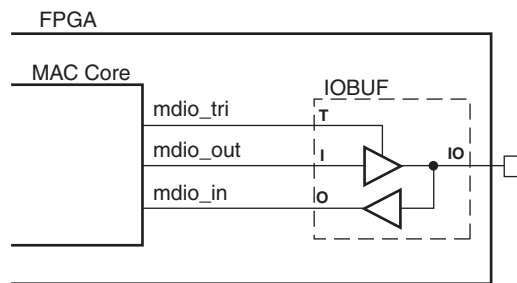 FPGA
MAC Core
IOBUF
mdio_tri
T
mdio_out
I
IO
mdio_in
O